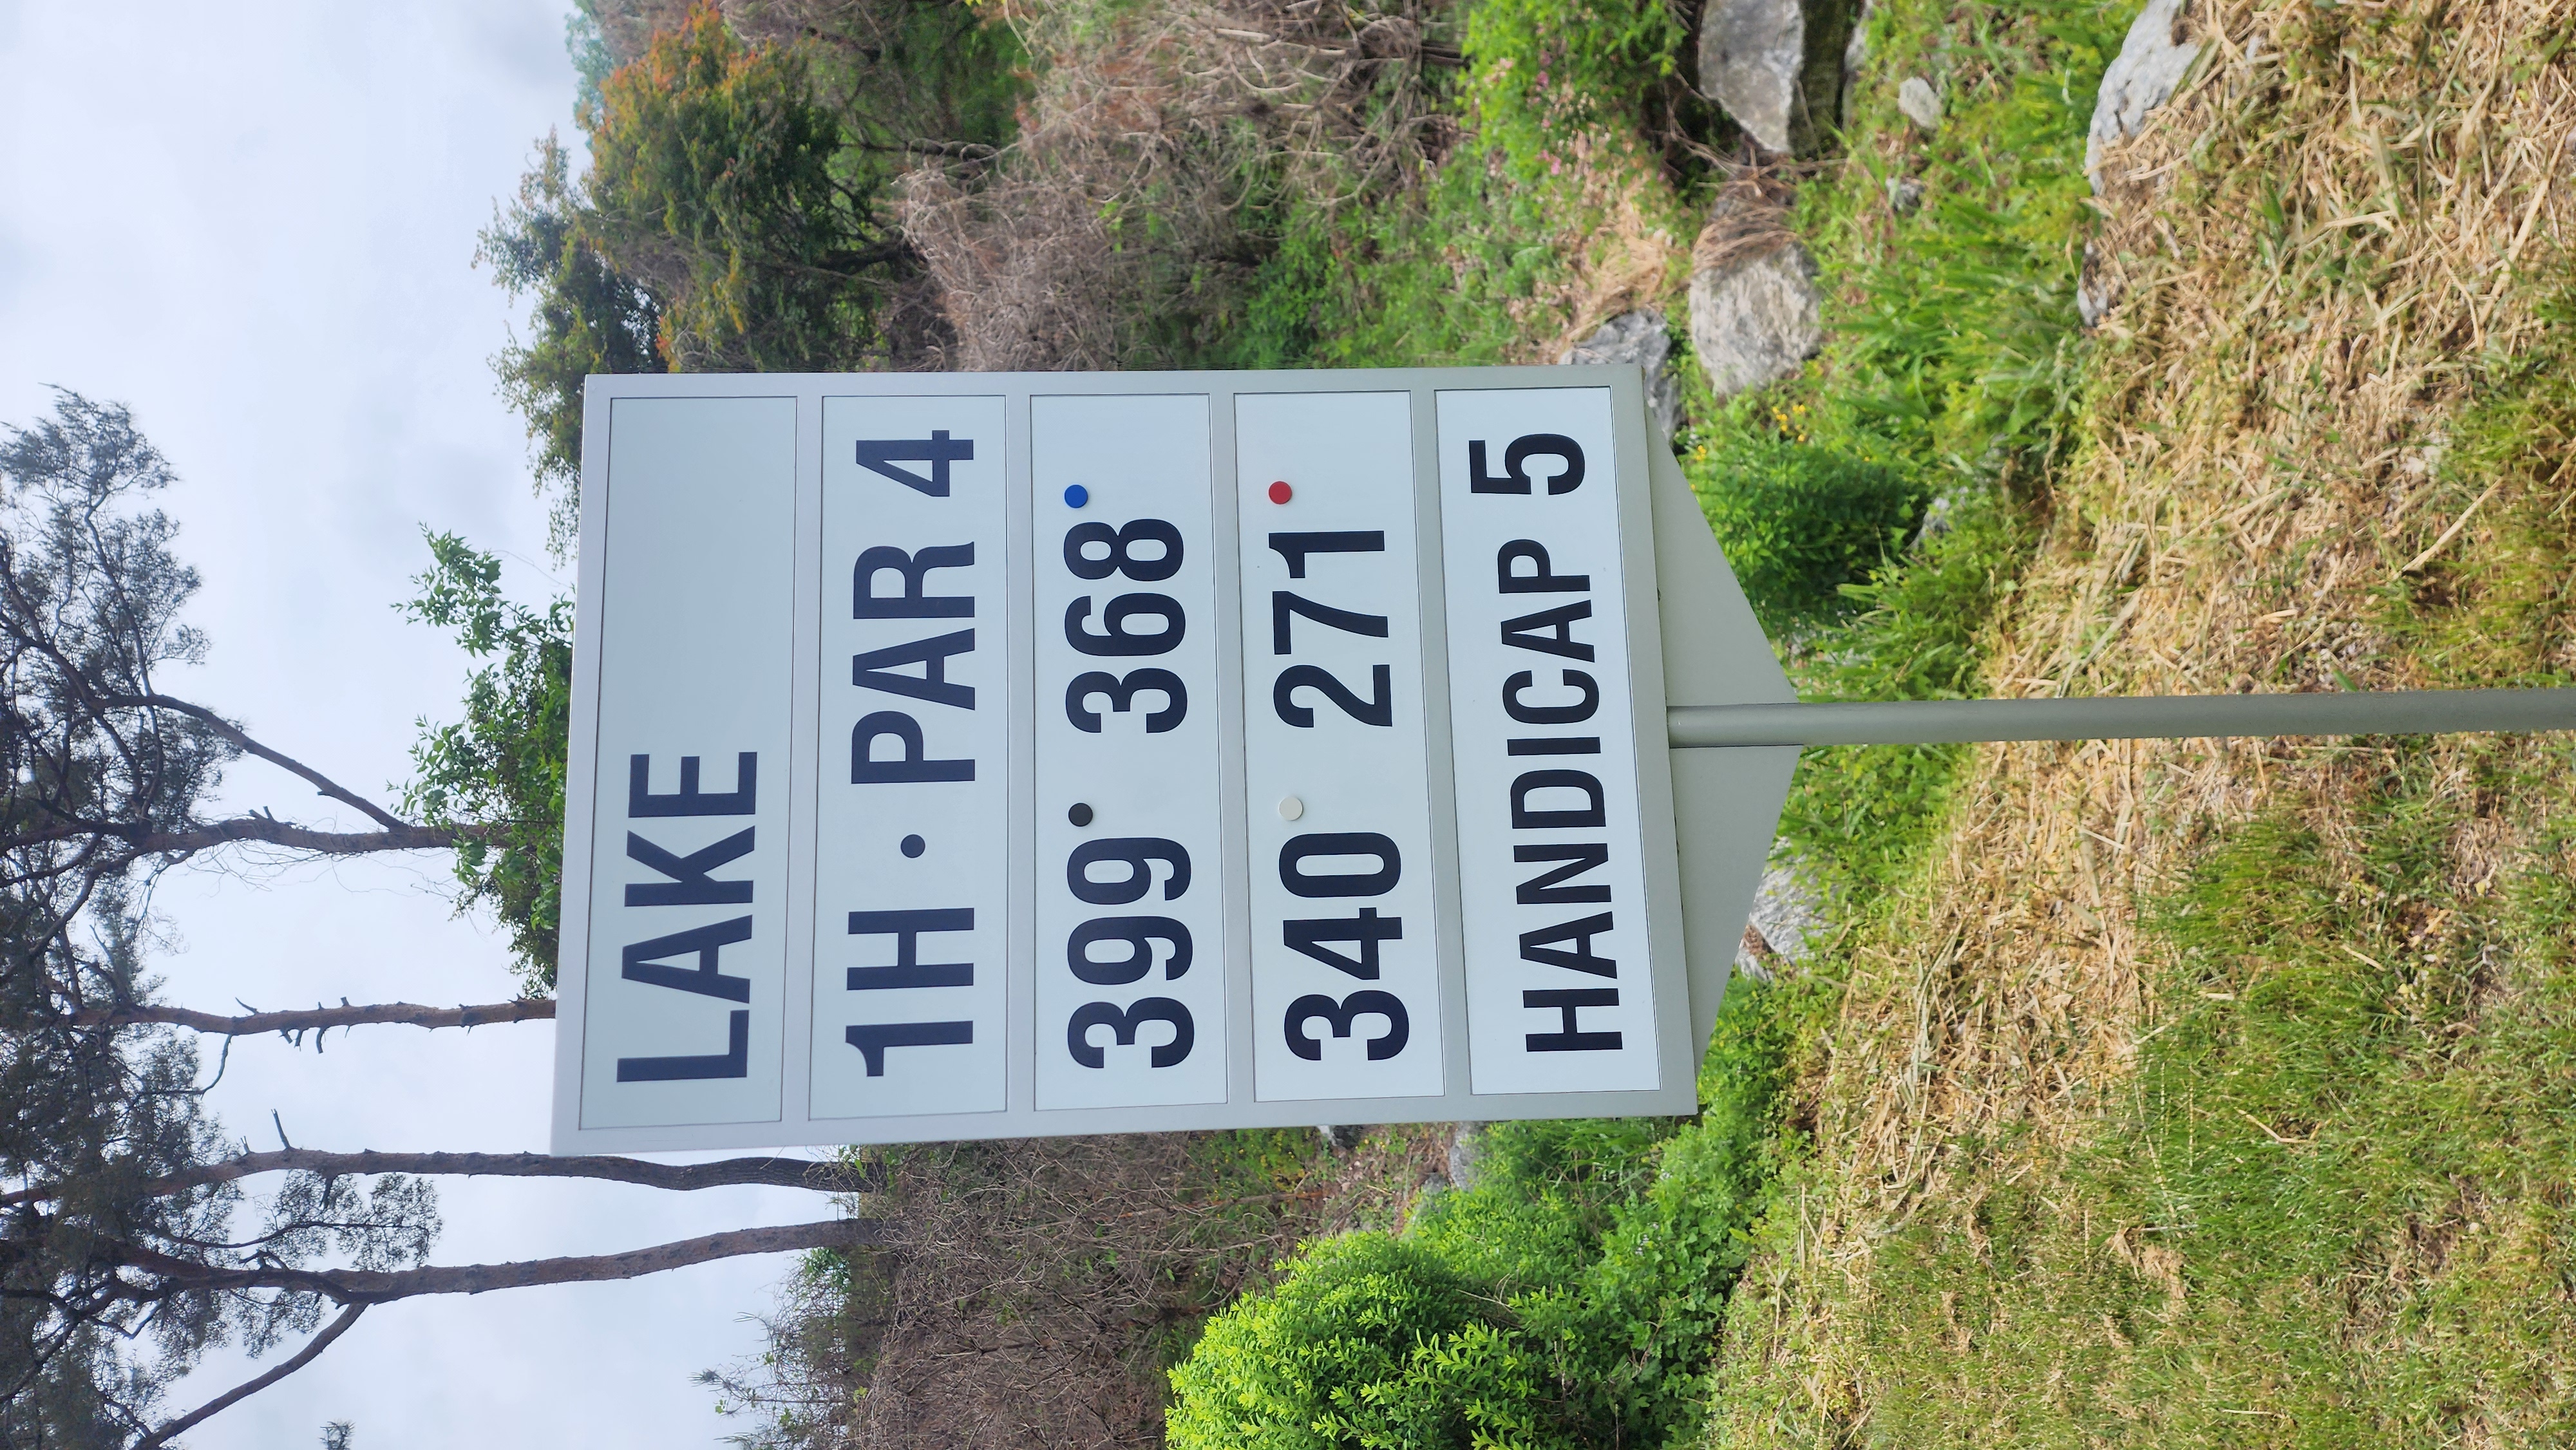 LAKE
1H • PAR 4
399 368
340 271
HANDICAP 5